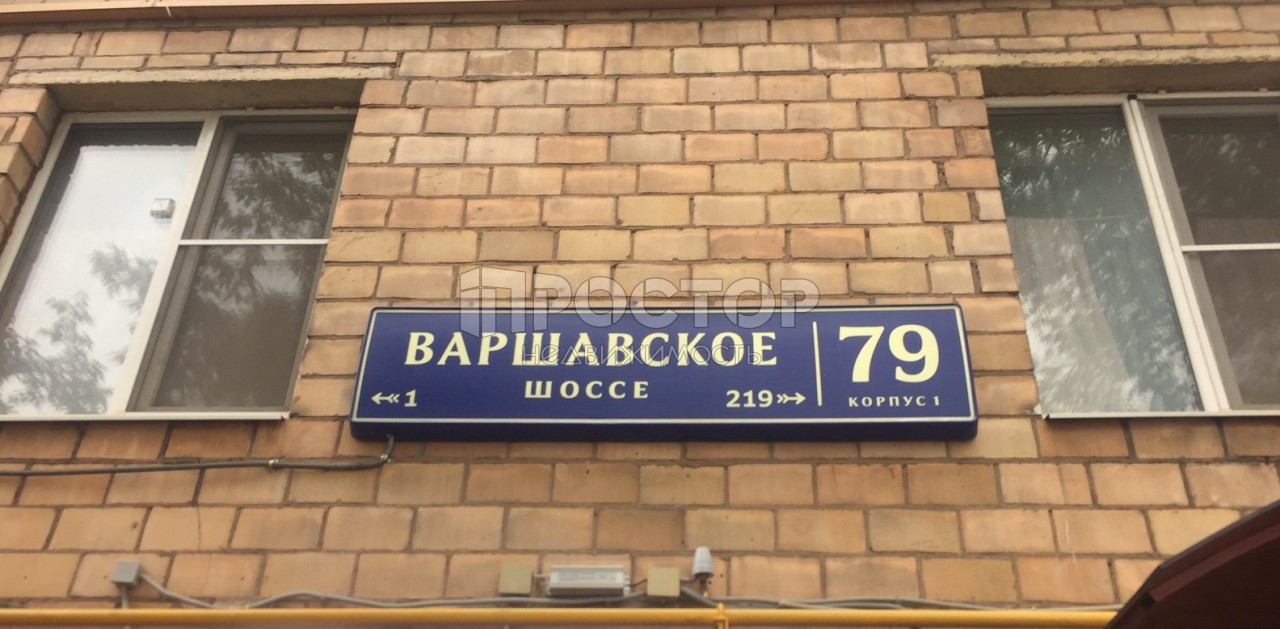 ПРОСТОР
НЕДВИЖИМОСТЬ
ВАРШАВСКОЕ
ШОССЕ
1
219
79
КОРПУС 1